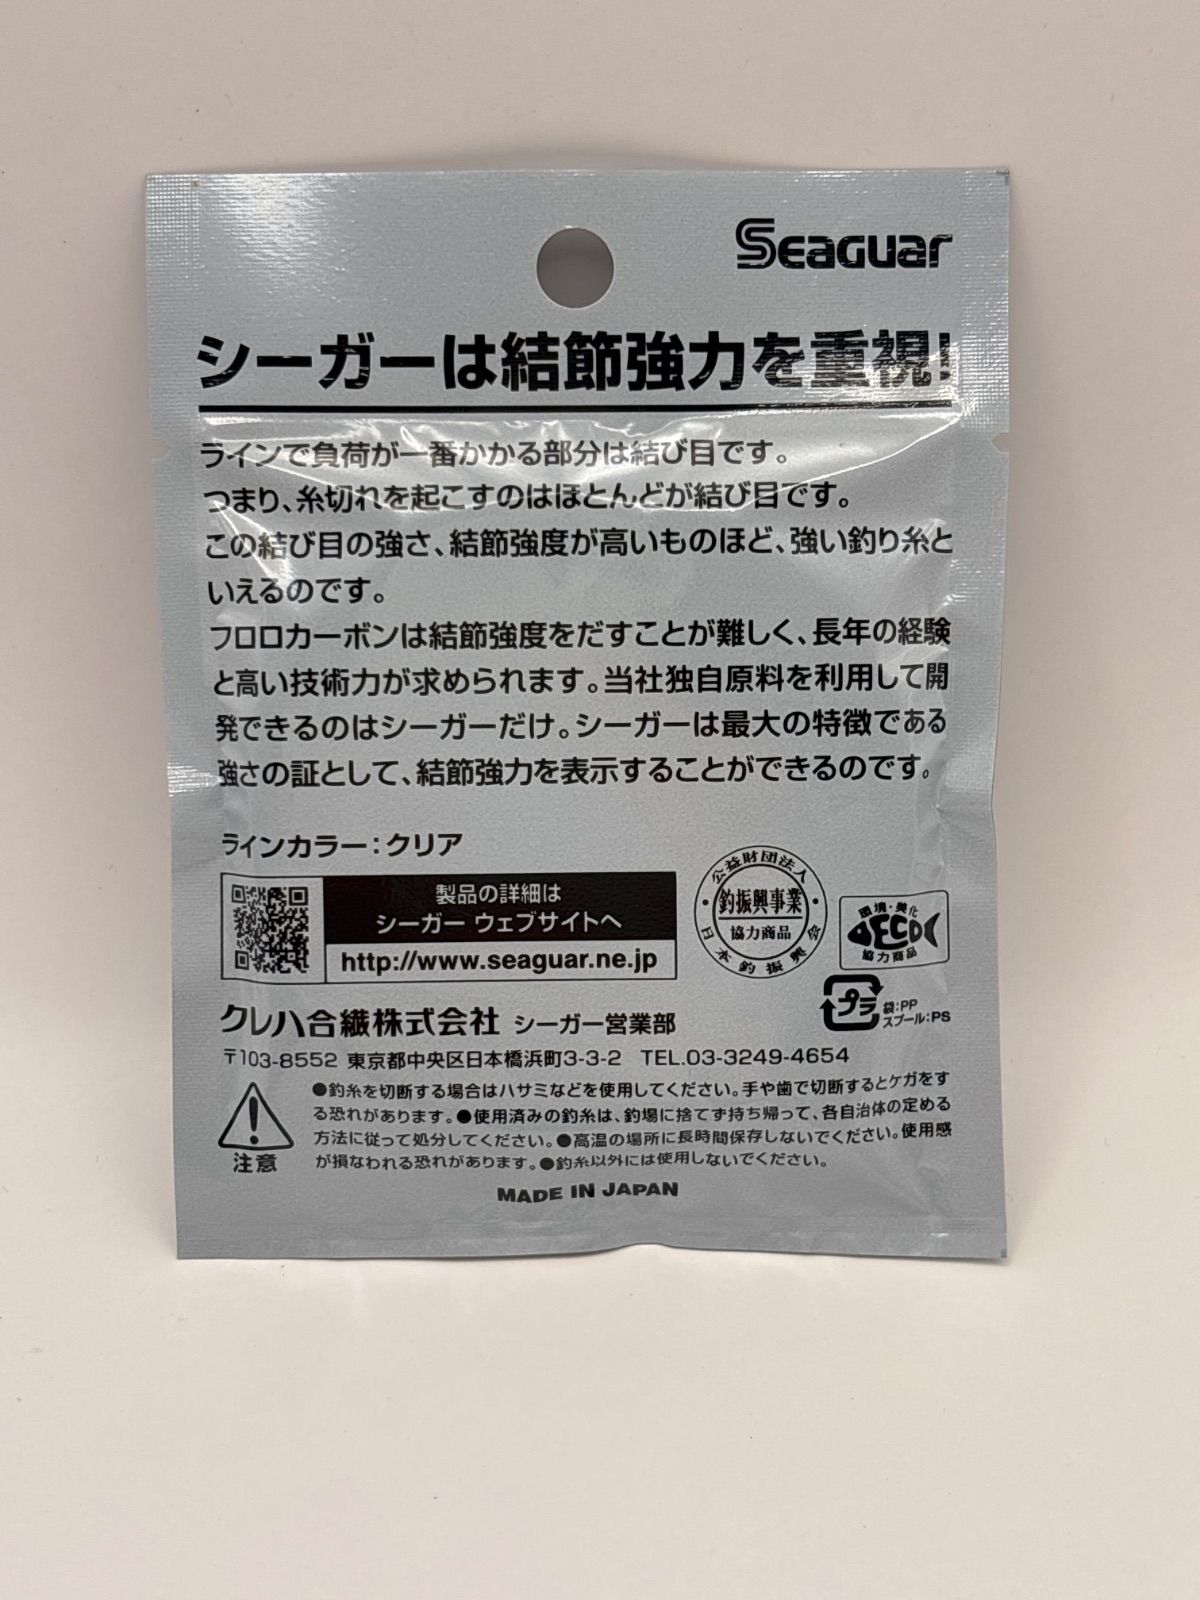 Seaguar
シーガーは結節強力を重視!
ラインで負荷が一番かかる部分は結び目です。
つまり、糸切れを起こすのはほとんどが結び目です。
この結び目の強さ、結節強度が高いものほど、強い釣り糸と
いえるのです。
フロロカーボンは結節強度をだすことが難しく、長年の経験
と高い技術力が求められます。当社独自原料を利用して開
発できるのはシーガーだけ。シーガーは最大の特徴である
強さの証として、結節強力を表示することができるのです。
ラインカラー：クリア
製品の詳細は
シーガー ウェブサイトへ
http://www.seaguar.ne.jp
公益財団法人
釣振興事業
協力商品
日本釣振興会
環境・美化
ECO
協力商品
プラ
袋:PP
スプール:PS
クレハ合繊株式会社 シーガー営業部
〒103-8552 東京都中央区日本橋浜町3-3-2 TEL.03-3249-4654
注意
●釣糸を切断する場合はハサミなどを使用してください。手や歯で切断するとケガをす
る恐れがあります。●使用済みの釣糸は、釣場に捨てず持ち帰って、各自治体の定める
方法に従って処分してください。●高温の場所に長時間保存しないでください。使用感
が損なわれる恐れがあります。●釣糸以外には使用しないでください。
MADE IN JAPAN